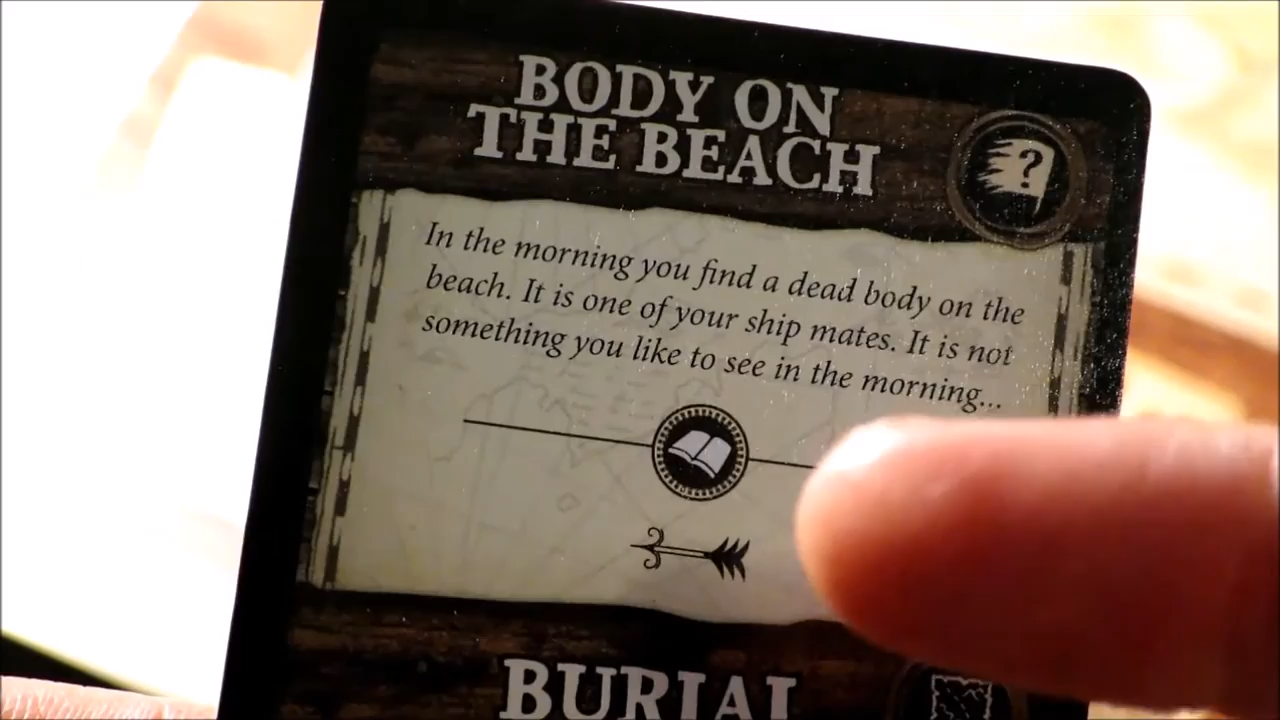 BODY ON
THE BEACH
?
In the morning you find a dead body on the
beach. It is one of your ship mates. It is not
something you like to see in the morning...
BURIAL